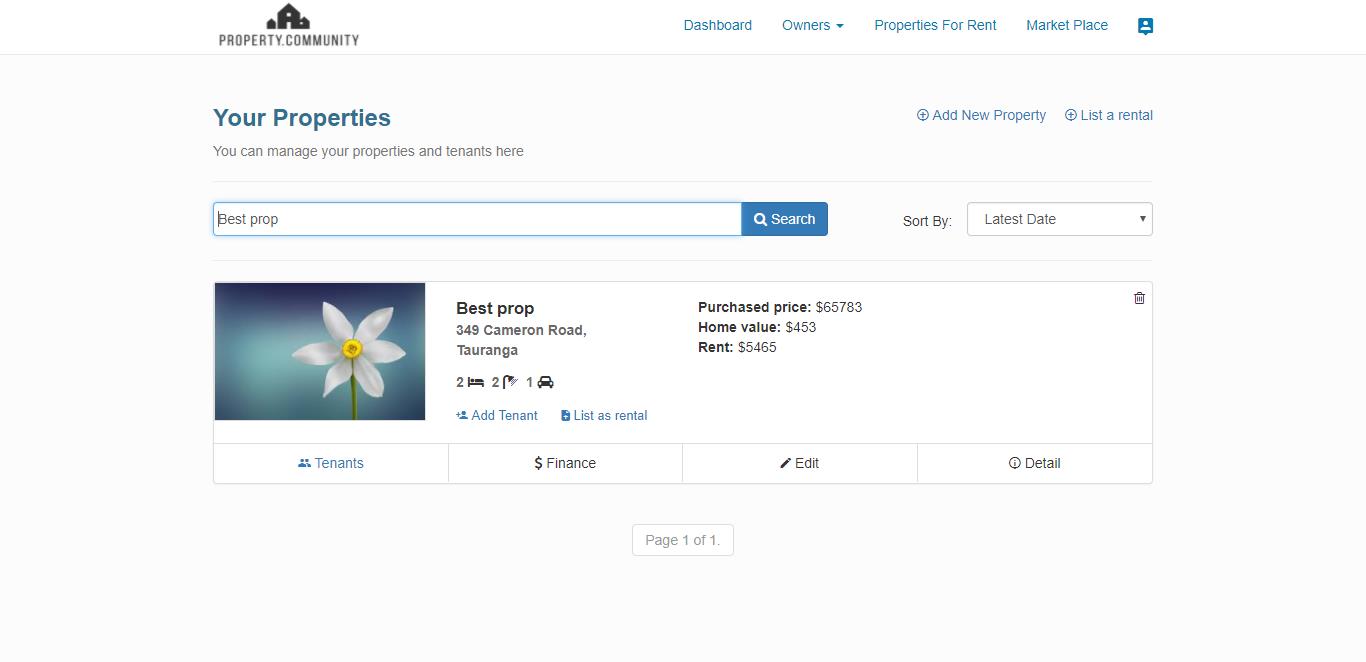 PROPERTY.COMMUNITY
Dashboard Owners Properties For Rent Market Place
Your Properties
Add New Property List a rental
You can manage your properties and tenants here
Best prop Search Sort By: Latest Date
Best prop
349 Cameron Road,
Tauranga
2 2 1
Add Tenant List as rental
Purchased price: $65783
Home value: $453
Rent: $5465
Tenants $ Finance Edit Detail
Page 1 of 1.